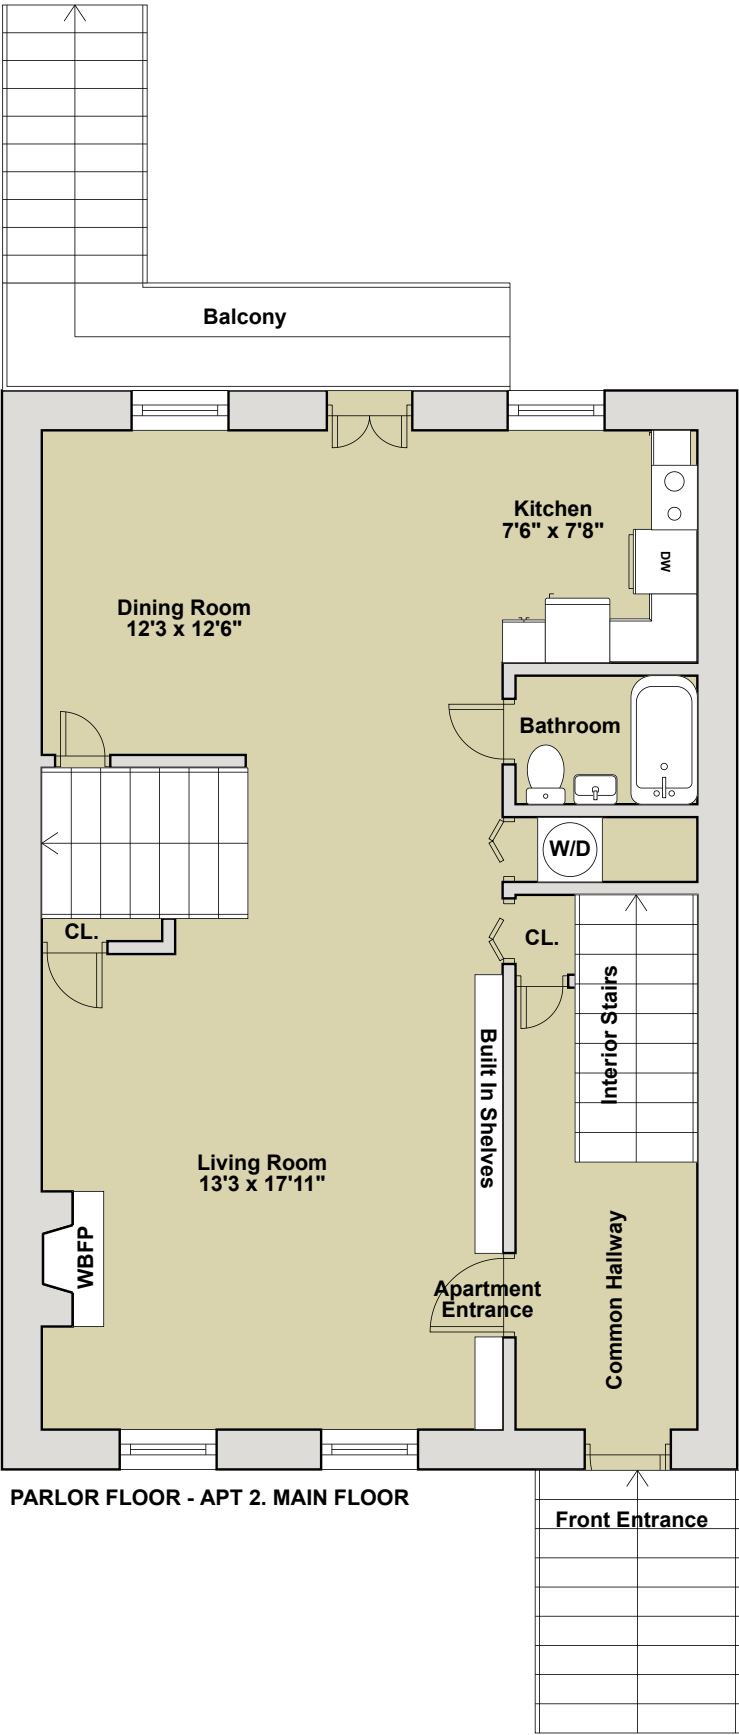 Balcony
Kitchen
7'6" x 7'8"
DW
Dining Room
12'3 x 12'6"
Bathroom
W/D
CL.
CL.
Interior Stairs
Built In Shelves
Living Room
13'3 x 17'11"
WBFP
Apartment
Entrance
Common Hallway
PARLOR FLOOR - APT 2. MAIN FLOOR
Front Entrance